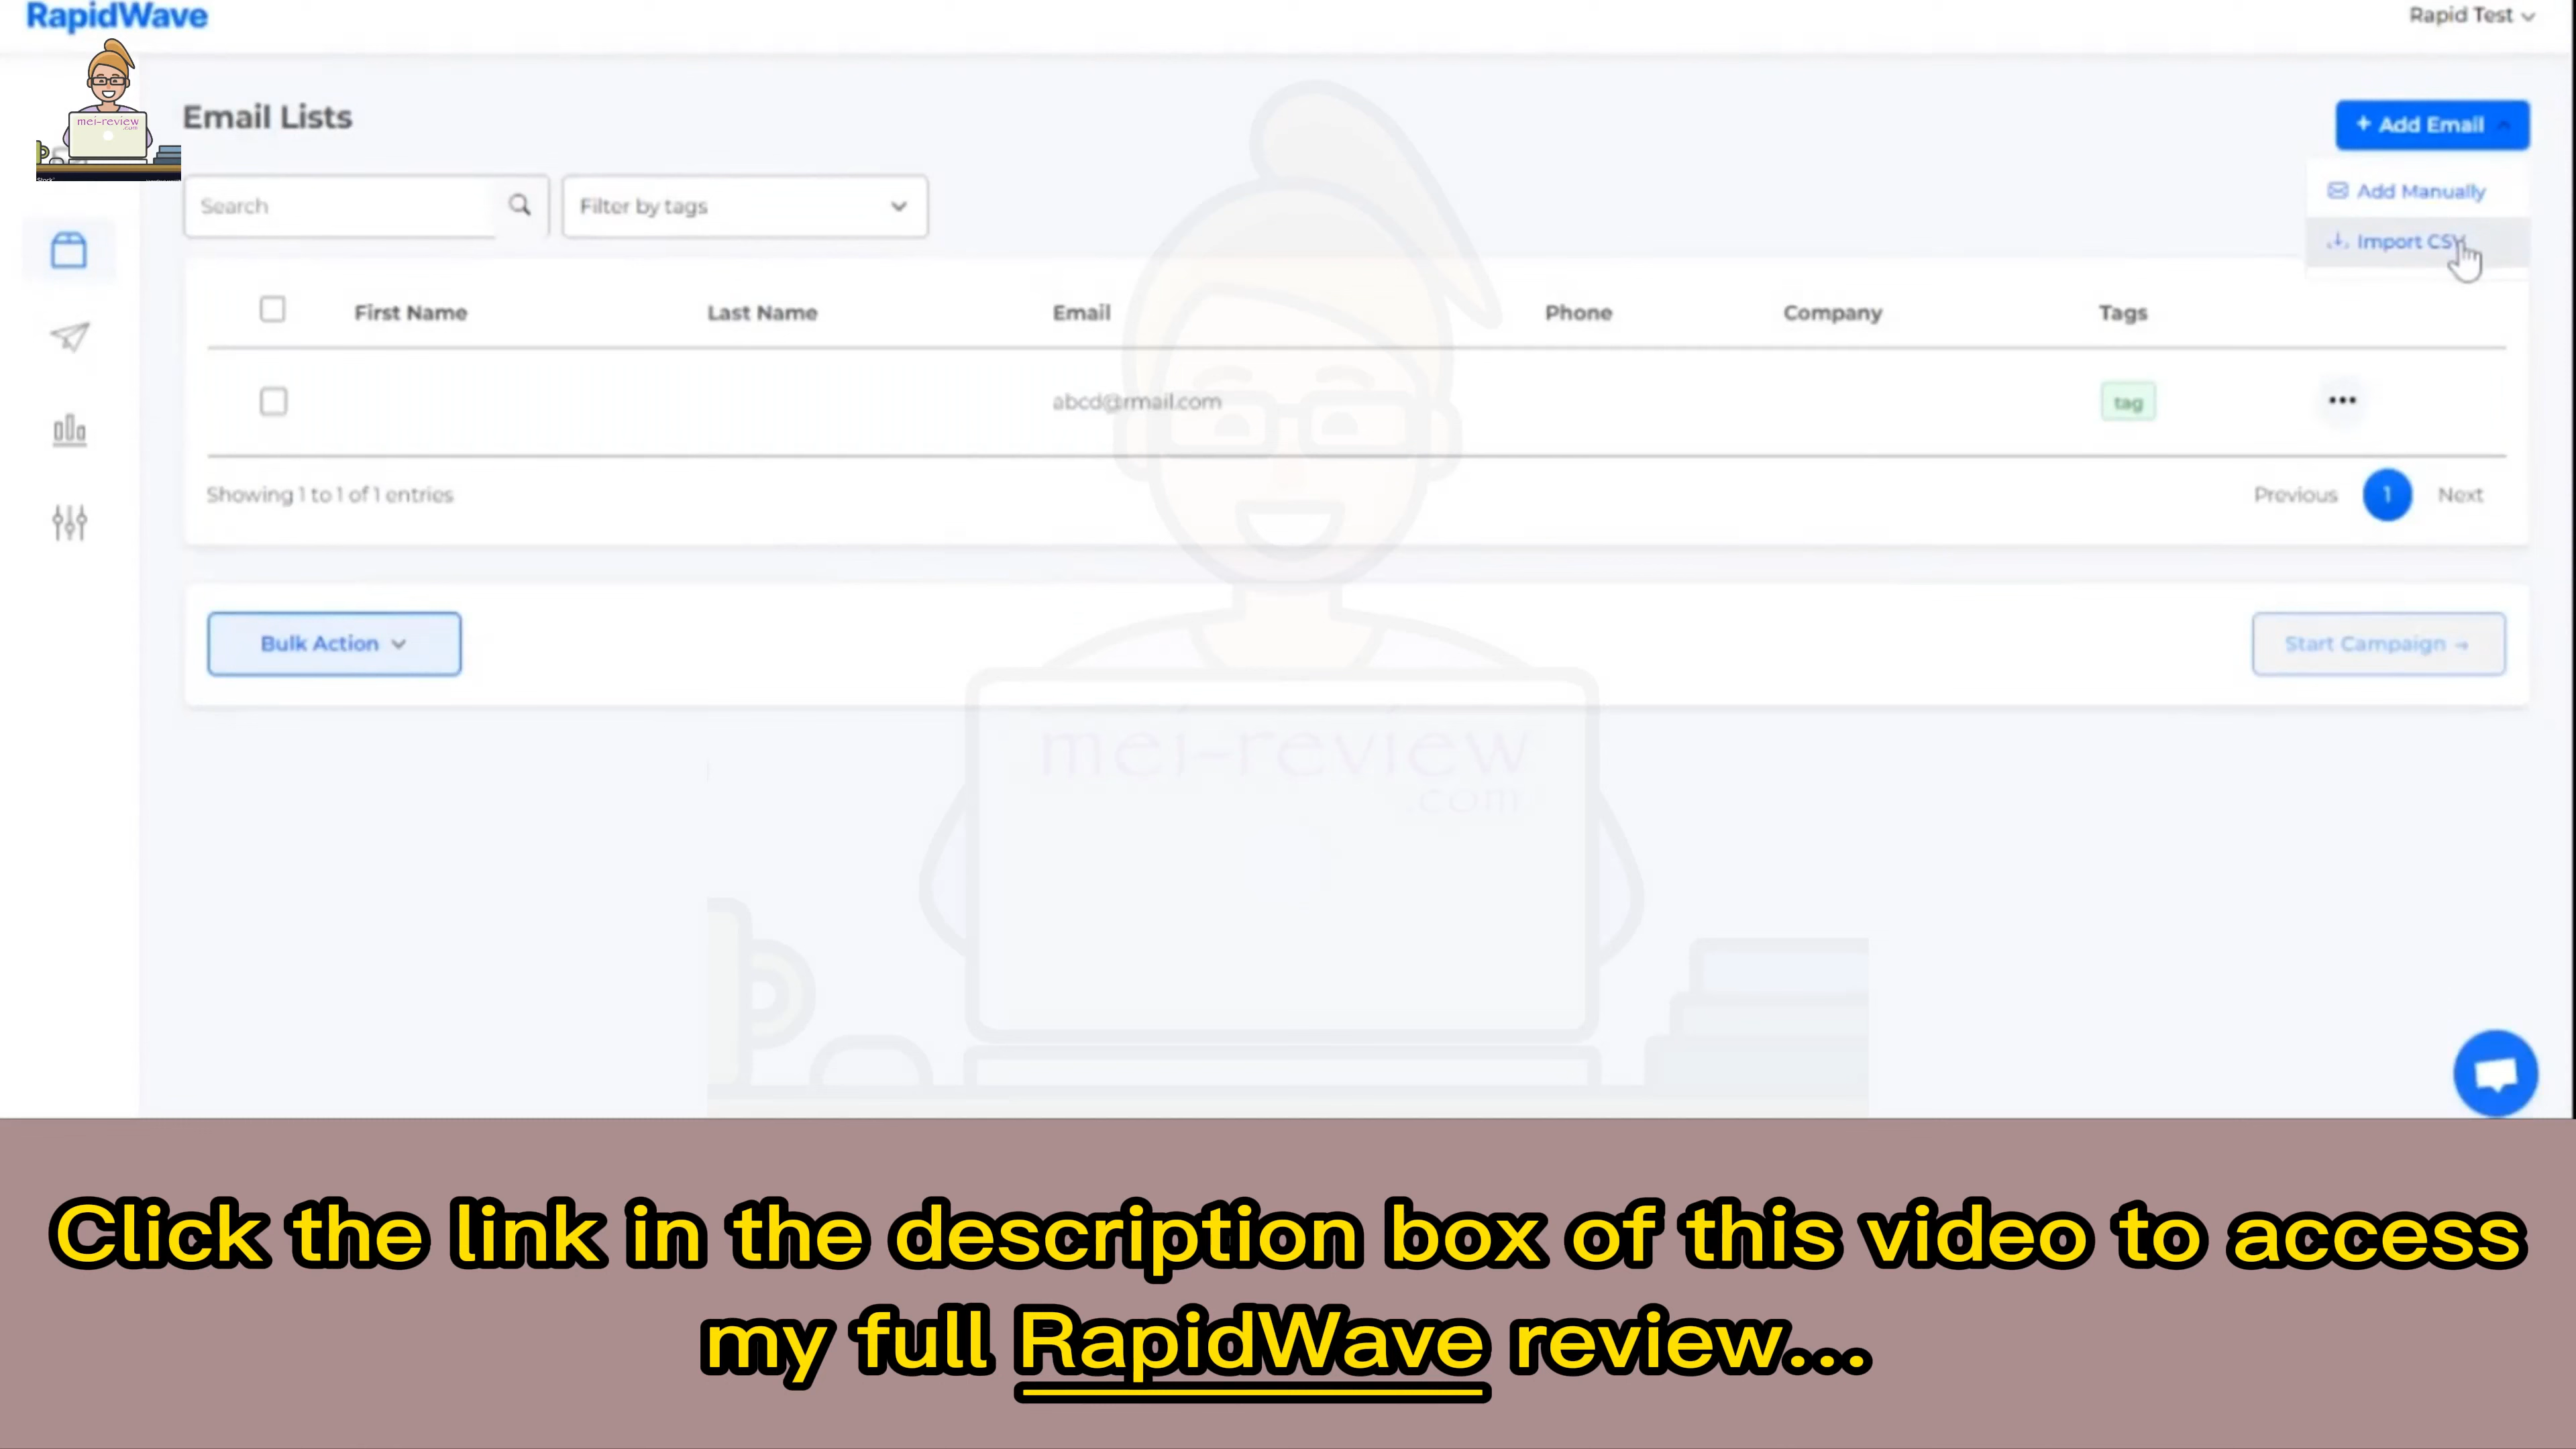 RapidWave
Rapid Test
mei-review
.com
Email Lists
+ Add Email
Add Manually
Import CSV
Search
Filter by tags
First Name Last Name Email Phone Company Tags
abcd@rmail.com tag
Showing 1 to 1 of 1 entries
Previous 1 Next
Bulk Action
Start Campaign →
mei-review
.com
Click the link in the description box of this video to access
my full RapidWave review...